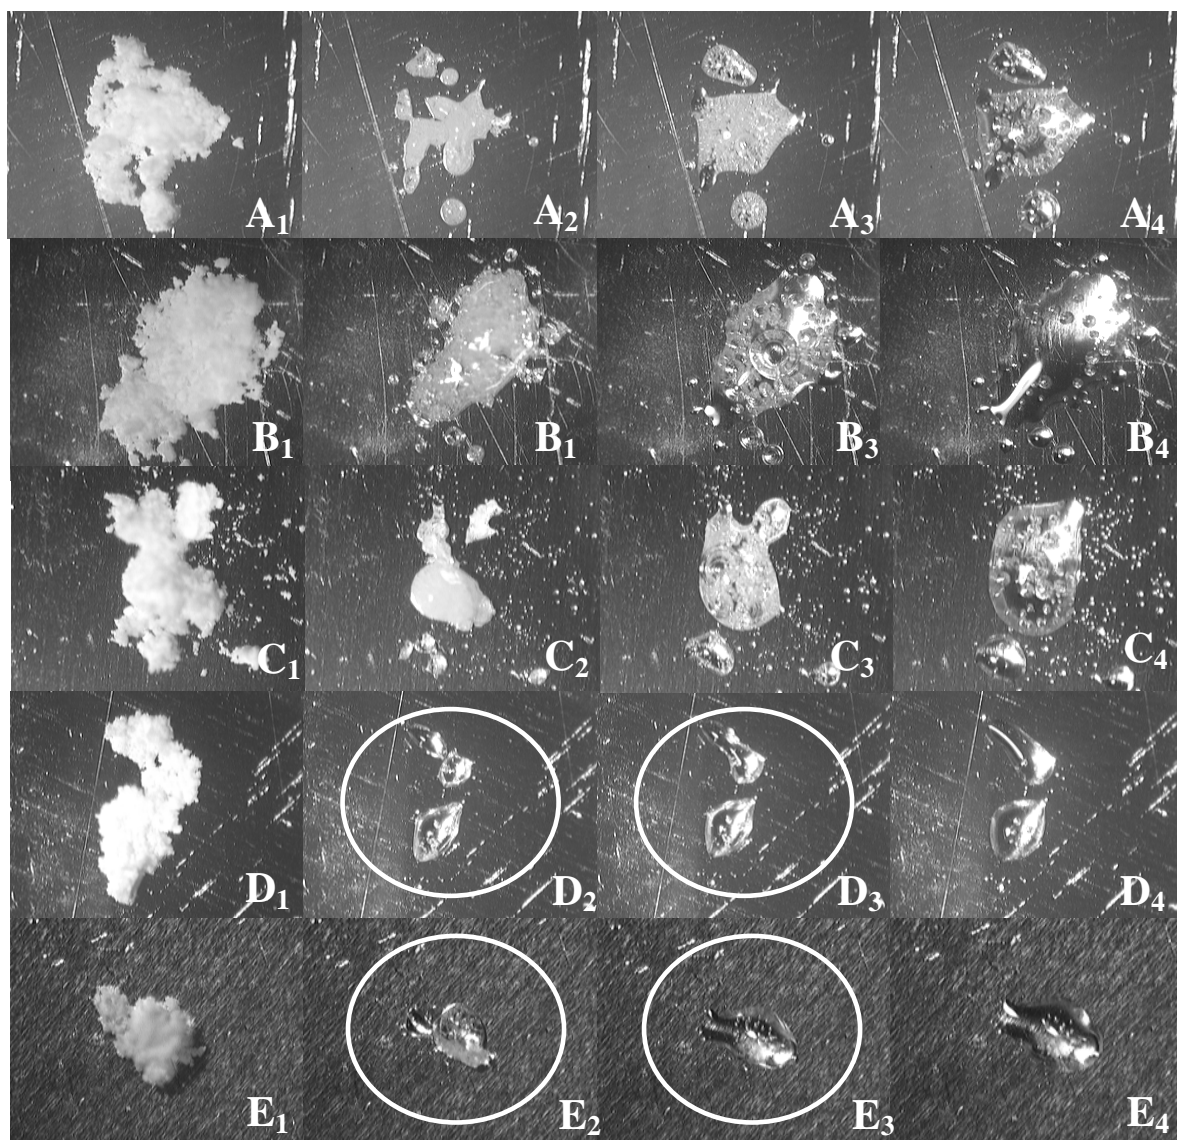 A₁ A₂ A₃ A₄
B₁ B₁ B₃ B₄
C₁ C₂ C₃ C₄
D₁ D₂ D₃ D₄
E₁ E₂ E₃ E₄